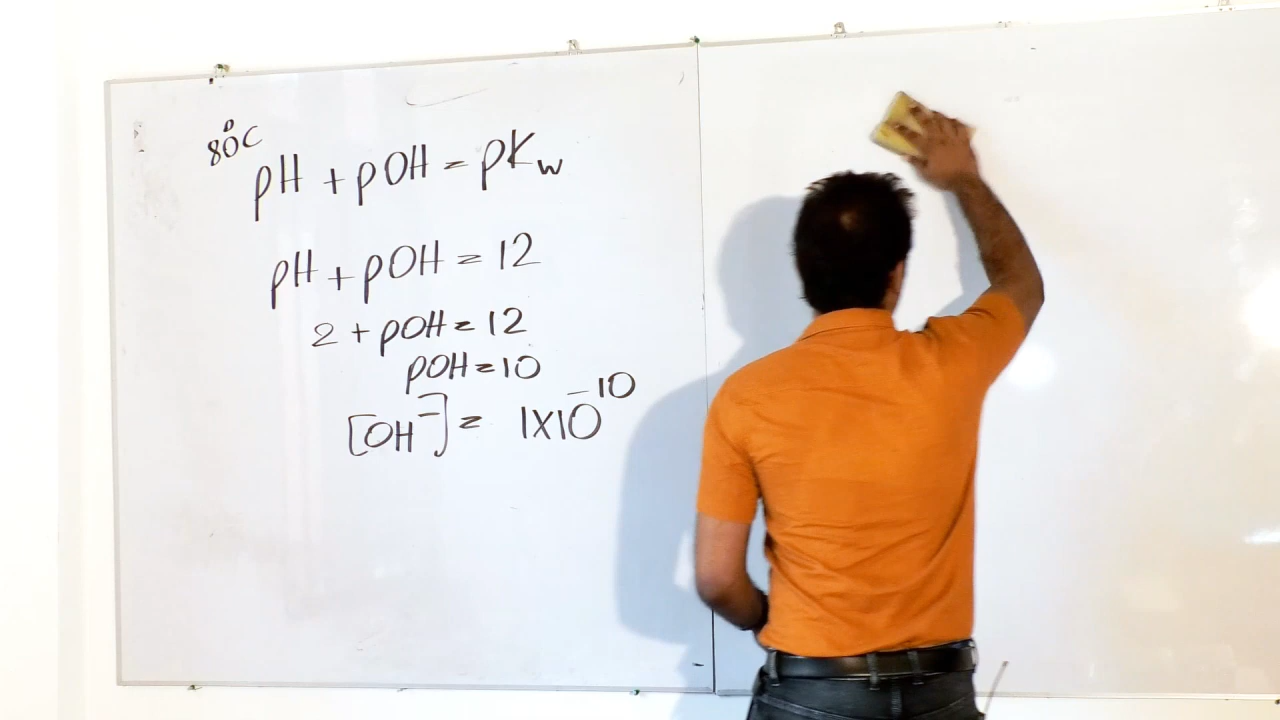 80°C
pH + pOH = pKw
pH + pOH = 12
2 + pOH = 12
pOH = 10
[OH⁻] = 1x10⁻¹⁰